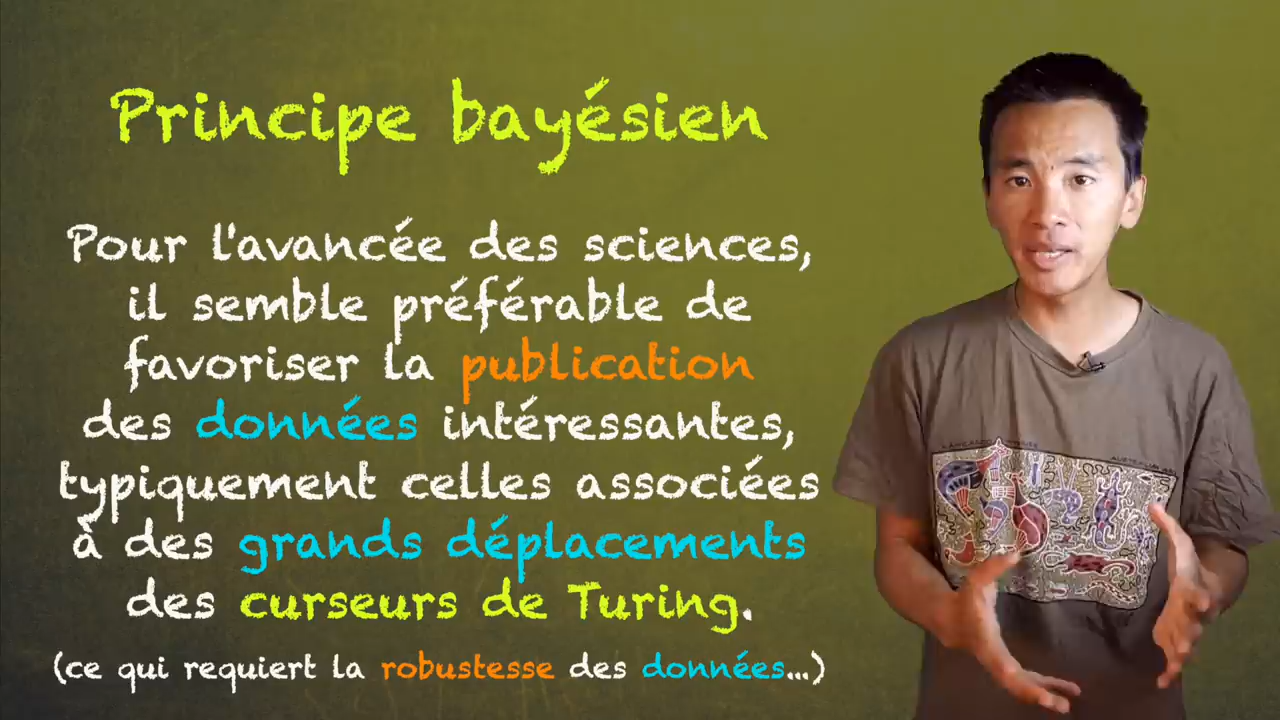 Principe bayésien
Pour l'avancée des sciences,
il semble préférable de
favoriser la publication
des données intéressantes,
typiquement celles associées
à des grands déplacements
des curseurs de Turing.
(ce qui requiert la robustesse des données...)